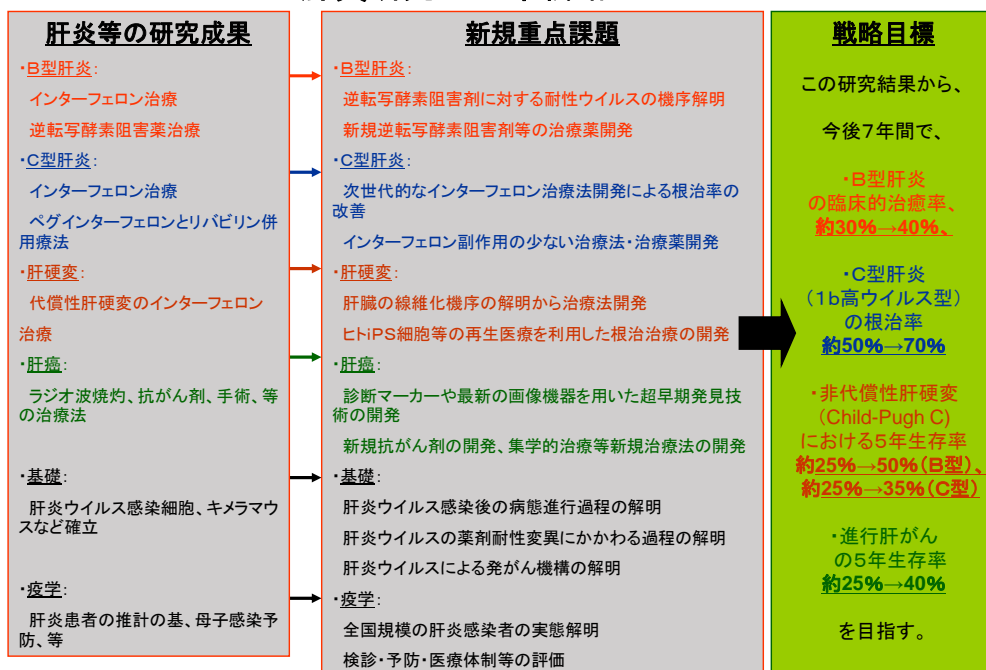 肝炎等の研究成果
・B型肝炎:
インターフェロン治療
逆転写酵素阻害薬治療
・C型肝炎:
インターフェロン治療
ペグインターフェロンとリバビリン併
用療法
・肝硬変:
代償性肝硬変のインターフェロン
治療
・肝癌:
ラジオ波焼灼、抗がん剤、手術、等
の治療法
・基礎:
肝炎ウイルス感染細胞、キメラマウ
スなど確立
・疫学:
肝炎患者の推計の基、母子感染予
防、等
新規重点課題
・B型肝炎:
逆転写酵素阻害剤に対する耐性ウイルスの機序解明
新規逆転写酵素阻害剤等の治療薬開発
・C型肝炎:
次世代的なインターフェロン治療法開発による根治率の
改善
インターフェロン副作用の少ない治療法・治療薬開発
・肝硬変:
肝臓の線維化機序の解明から治療法開発
ヒトiPS細胞等の再生医療を利用した根治治療の開発
・肝癌:
診断マーカーや最新の画像機器を用いた超早期発見技
術の開発
新規抗がん剤の開発、集学的治療等新規治療法の開発
・基礎:
肝炎ウイルス感染後の病態進行過程の解明
肝炎ウイルスの薬剤耐性変異にかかわる過程の解明
肝炎ウイルスによる発がん機構の解明
・疫学:
全国規模の肝炎感染者の実態解明
検診・予防・医療体制等の評価
戦略目標
この研究結果から、
今後7年間で、
・B型肝炎
の臨床的治癒率、
約30%→40%、
・C型肝炎
(1b高ウイルス型)
の根治率
約50%→70%
・非代償性肝硬変
(Child-Pugh C)
における5年生存率
約25%→50%(B型)、
約25%→35%(C型)
・進行肝がん
の5年生存率
約25%→40%
を目指す。